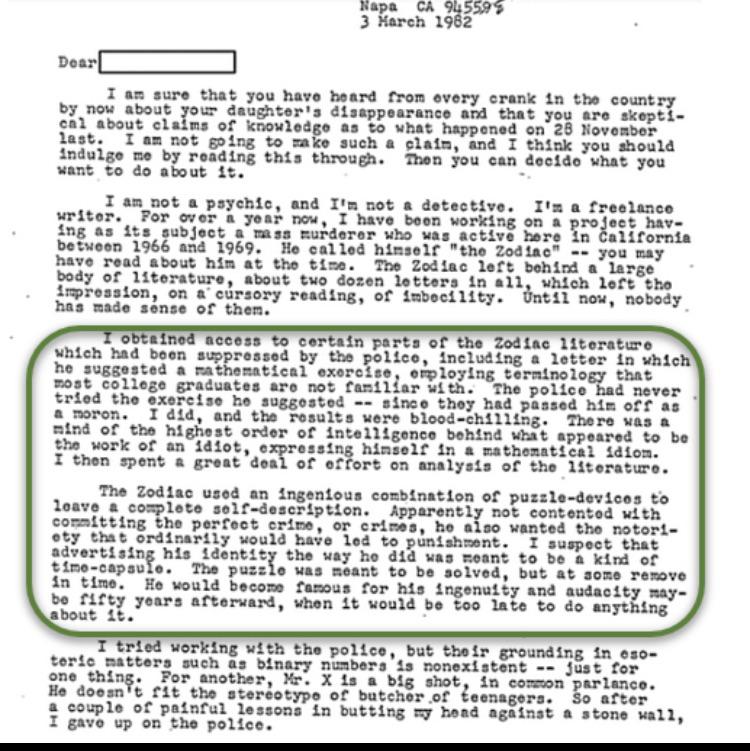 Napa CA 945595
3 March 1982
Dear
I am sure that you have heard from every crank in the country
by now about your daughter's disappearance and that you are skepti-
cal about claims of knowledge as to what happened on 28 November
last. I am not going to make such a claim, and I think you should
indulge me by reading this through. Then you can decide what you
want to do about it.
I am not a psychic, and I'm not a detective. I'm a freelance
writer. For over a year now, I have been working on a project hav-
ing as its subject a mass murderer who was active here in California
between 1966 and 1969. He called himself "the Zodiac" -- you may
have read about him at the time. The Zodiac left behind a large
body of literature, about two dozen letters in all, which left the
impression, on a cursory reading, of imbecility. Until now, nobody
has made sense of them.
I obtained access to certain parts of the Zodiac literature
which had been suppressed by the police, including a letter in which
he suggested a mathematical exercise, employing terminology that
most college graduates are not familiar with. The police had never
tried the exercise he suggested -- since they had passed him off as
a moron. I did, and the results were blood-chilling. There was a
mind of the highest order of intelligence behind what appeared to be
the work of an idiot, expressing himself in a mathematical idiom.
I then spent a great deal of effort on analysis of the literature.
The Zodiac used an ingenious combination of puzzle-devices to
leave a complete self-description. Apparently not contented with
committing the perfect crime, or crimes, he also wanted the notori-
ety that ordinarily would have led to punishment. I suspect that
advertising his identity the way he did was meant to be a kind of
time-capsule. The puzzle was meant to be solved, but at some remove
in time. He would become famous for his ingenuity and audacity may-
be fifty years afterward, when it would be too late to do anything
about it.
I tried working with the police, but their grounding in eso-
teric matters such as binary numbers is nonexistent -- just for
one thing. For another, Mr. X is a big shot, in common parlance.
He doesn't fit the stereotype of butcher of teenagers. So after
a couple of painful lessons in butting my head against a stone wall,
I gave up on the police.